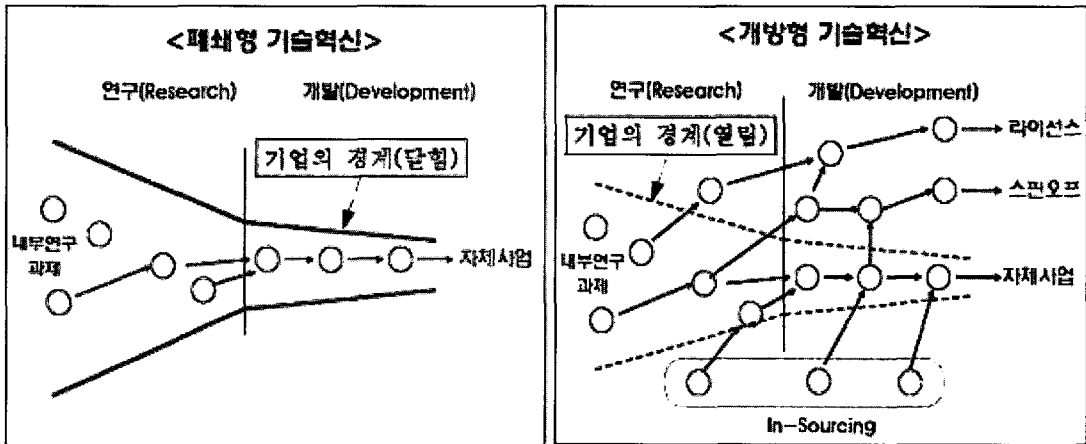 <폐쇄형 기술혁신>
연구(Research)
개발(Development)
기업의 경계(닫힘)
내부연구
과제
자체사업
<개방형 기술혁신>
연구(Research)
개발(Development)
기업의 경계(열림)
라이선스
스핀오프
내부연구
과제
자체사업
In-Sourcing